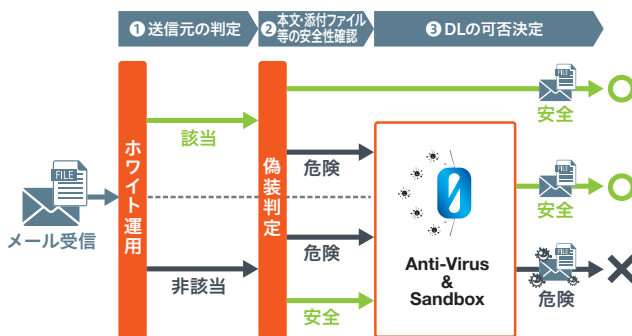 ❶送信元の判定
❷本文・添付ファイル
等の安全性確認
❸DLの可否決定
FILE
安全
該当
ホワイト運用
偽装判定
危険
FILE
メール受信
FILE
安全
危険
非該当
安全
Anti-Virus
&
Sandbox
FILE
危険